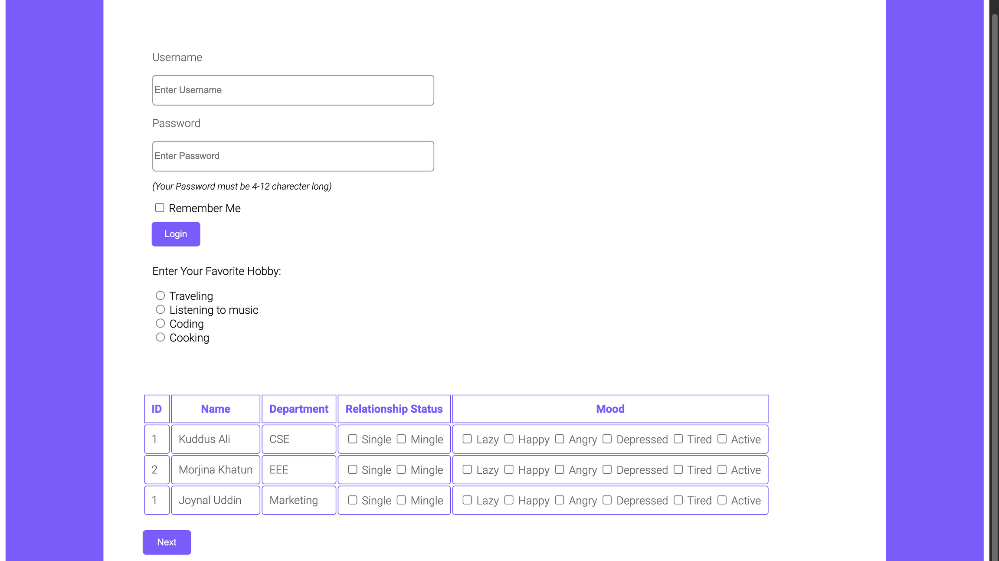 Username
Enter Username
Password
Enter Password
(Your Password must be 4-12 charecter long)
Remember Me
Login
Enter Your Favorite Hobby:
Traveling
Listening to music
Coding
Cooking
ID Name Department Relationship Status Mood
1 Kuddus Ali CSE Single Mingle Lazy Happy Angry Depressed Tired Active
2 Morjina Khatun EEE Single Mingle Lazy Happy Angry Depressed Tired Active
1 Joynal Uddin Marketing Single Mingle Lazy Happy Angry Depressed Tired Active
Next